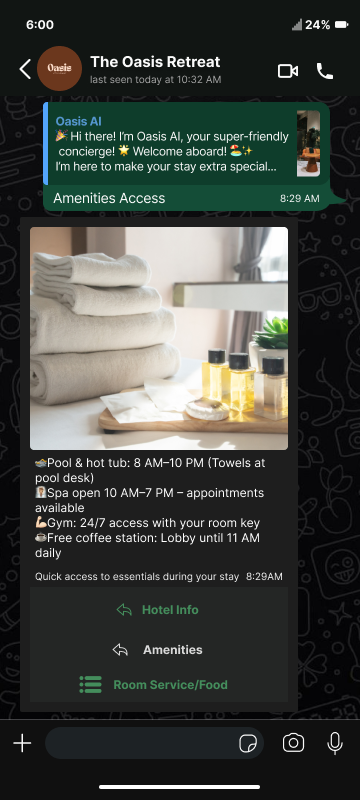 6:00
24%
Oasis
The Oasis Retreat
last seen today at 10:32 AM
Oasis AI
🎉Hi there! I'm Oasis AI, your super-friendly
concierge! 🌟 Welcome aboard! 🏖️✨
I'm here to make your stay extra special...
Amenities Access
8:29 AM
🏊Pool & hot tub: 8 AM–10 PM (Towels at
pool desk)
🧖Spa open 10 AM–7 PM – appointments
available
💪Gym: 24/7 access with your room key
☕Free coffee station: Lobby until 11 AM
daily
Quick access to essentials during your stay 8:29AM
Hotel Info
Amenities
Room Service/Food